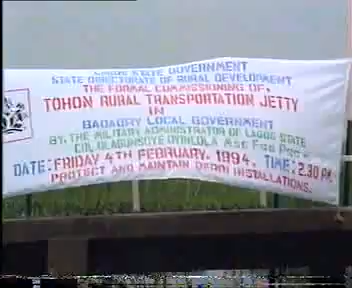 LAGOS STATE GOVERNMENT
STATE DIRECTORATE OF RURAL DEVELOPMENT
THE FORMAL COMMISSIONING OF,
TOHON RURAL TRANSPORTATION JETTY
IN
BADAGRY LOCAL GOVERNMENT
BY, THE MILITARY ADMINISTRATOR OF LAGOS STATE
COL. OLAGUNSOYE OYINLOLA
DATE: FRIDAY 4TH FEBRUARY, 1994. TIME: 2.30 PM
PROTECT AND MAINTAIN DFRRI INSTALLATIONS.